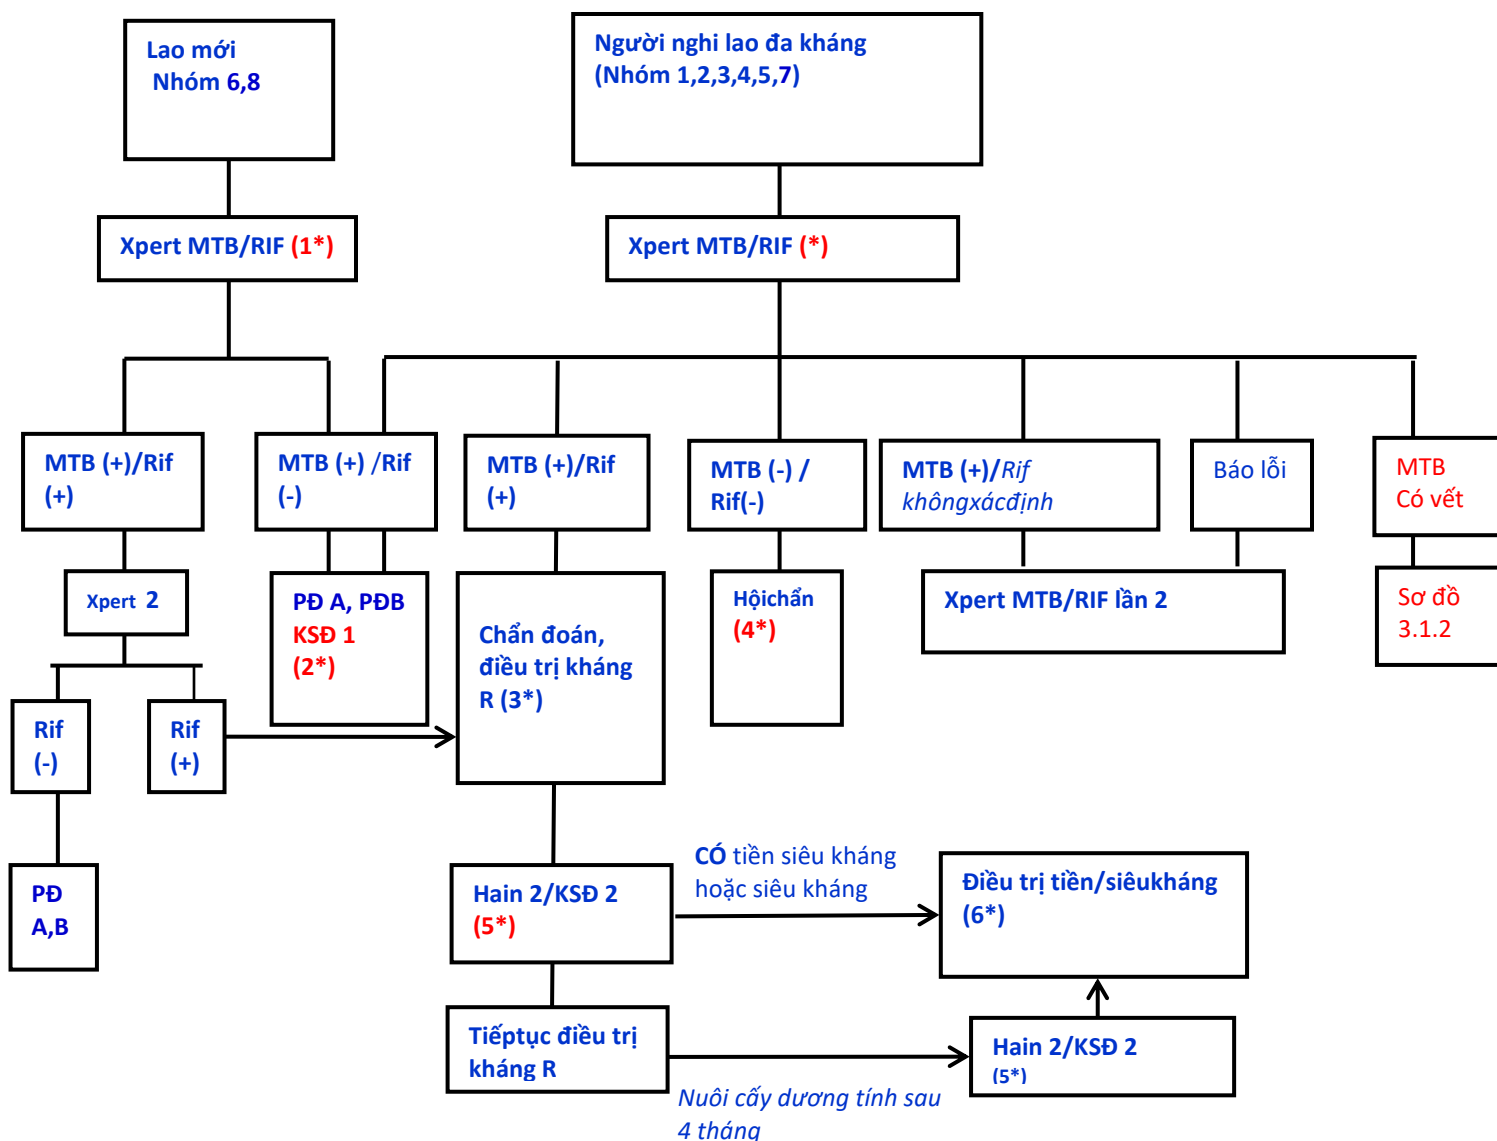 Lao mới
Nhóm 6,8
Người nghi lao đa kháng
(Nhóm 1,2,3,4,5,7)
Xpert MTB/RIF (1*)
Xpert MTB/RIF (*)
MTB (+)/Rif
(+)
MTB (+) /Rif
(-)
MTB (+)/Rif
(+)
MTB (-) /
Rif(-)
MTB (+)/Rif
khôngxácđịnh
Báo lỗi
MTB
Có vết
Xpert 2
PĐ A, PĐB
KSĐ 1
(2*)
Chẩn đoán,
điều trị kháng
R (3*)
Hộichẩn
(4*)
Xpert MTB/RIF lần 2
Sơ đồ
3.1.2
Rif
(-)
Rif
(+)
PĐ
A,B
Hain 2/KSĐ 2
(5*)
CÓ tiền siêu kháng
hoặc siêu kháng
Điều trị tiền/siêukháng
(6*)
Tiếptục điều trị
kháng R
Hain 2/KSĐ 2
(5*)
Nuôi cấy dương tính sau
4 tháng